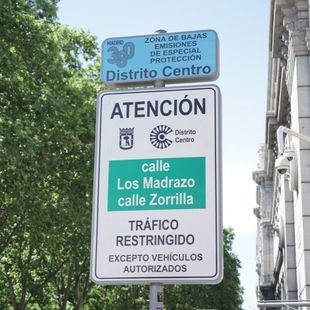 MADRID
360
ZONA DE BAJAS
EMISIONES
DE ESPECIAL
PROTECCIÓN
Distrito Centro
ATENCIÓN
Distrito
Centro
calle
Los Madrazo
calle Zorrilla
TRÁFICO
RESTRINGIDO
EXCEPTO VEHÍCULOS
AUTORIZADOS